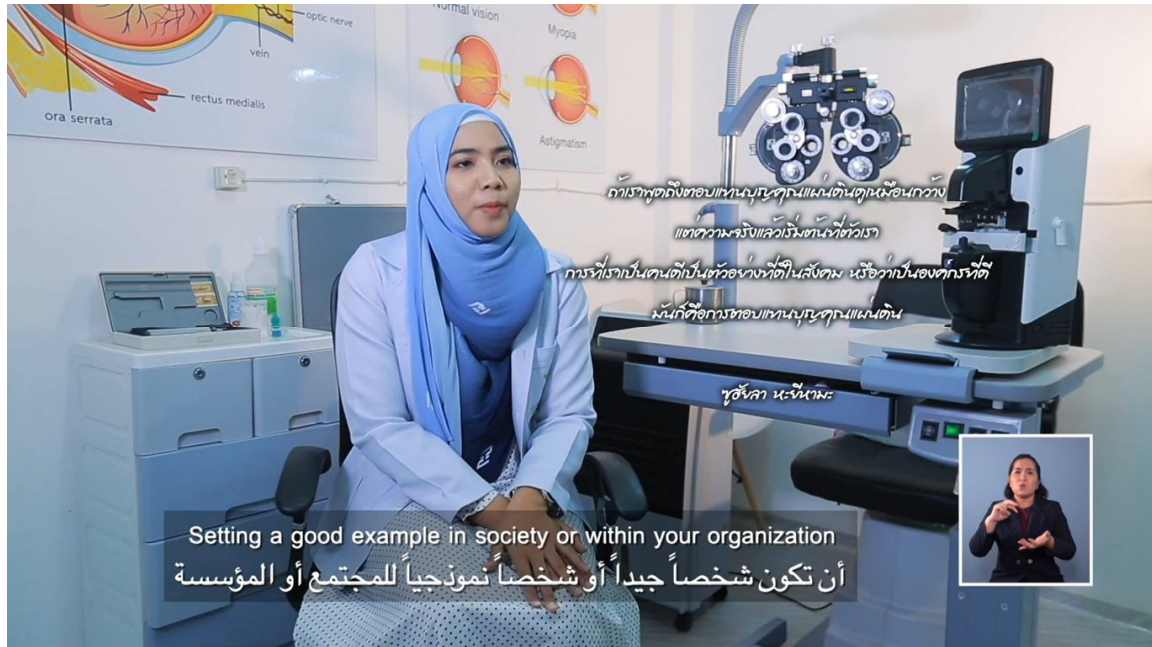 optic nerve
vein
rectus medialis
ora serrata
Normal vision
Myopia
Astigmatism
ถ้าเราพูดถึงตอบแทนบุญคุณแผ่นดินดูเหมือนกว้าง
แต่ความจริงแล้วเริ่มต้นที่ตัวเรา
การที่เราเป็นคนดีเป็นตัวอย่างที่ดีในสังคม หรือว่าเป็นองค์กรที่ดี
มันก็คือการตอบแทนบุญคุณแผ่นดิน
ซูฮัยลา หะยีหามะ
Setting a good example in society or within your organization
أن تكون شخصاً جيداً أو شخصاً نموذجياً للمجتمع أو المؤسسة